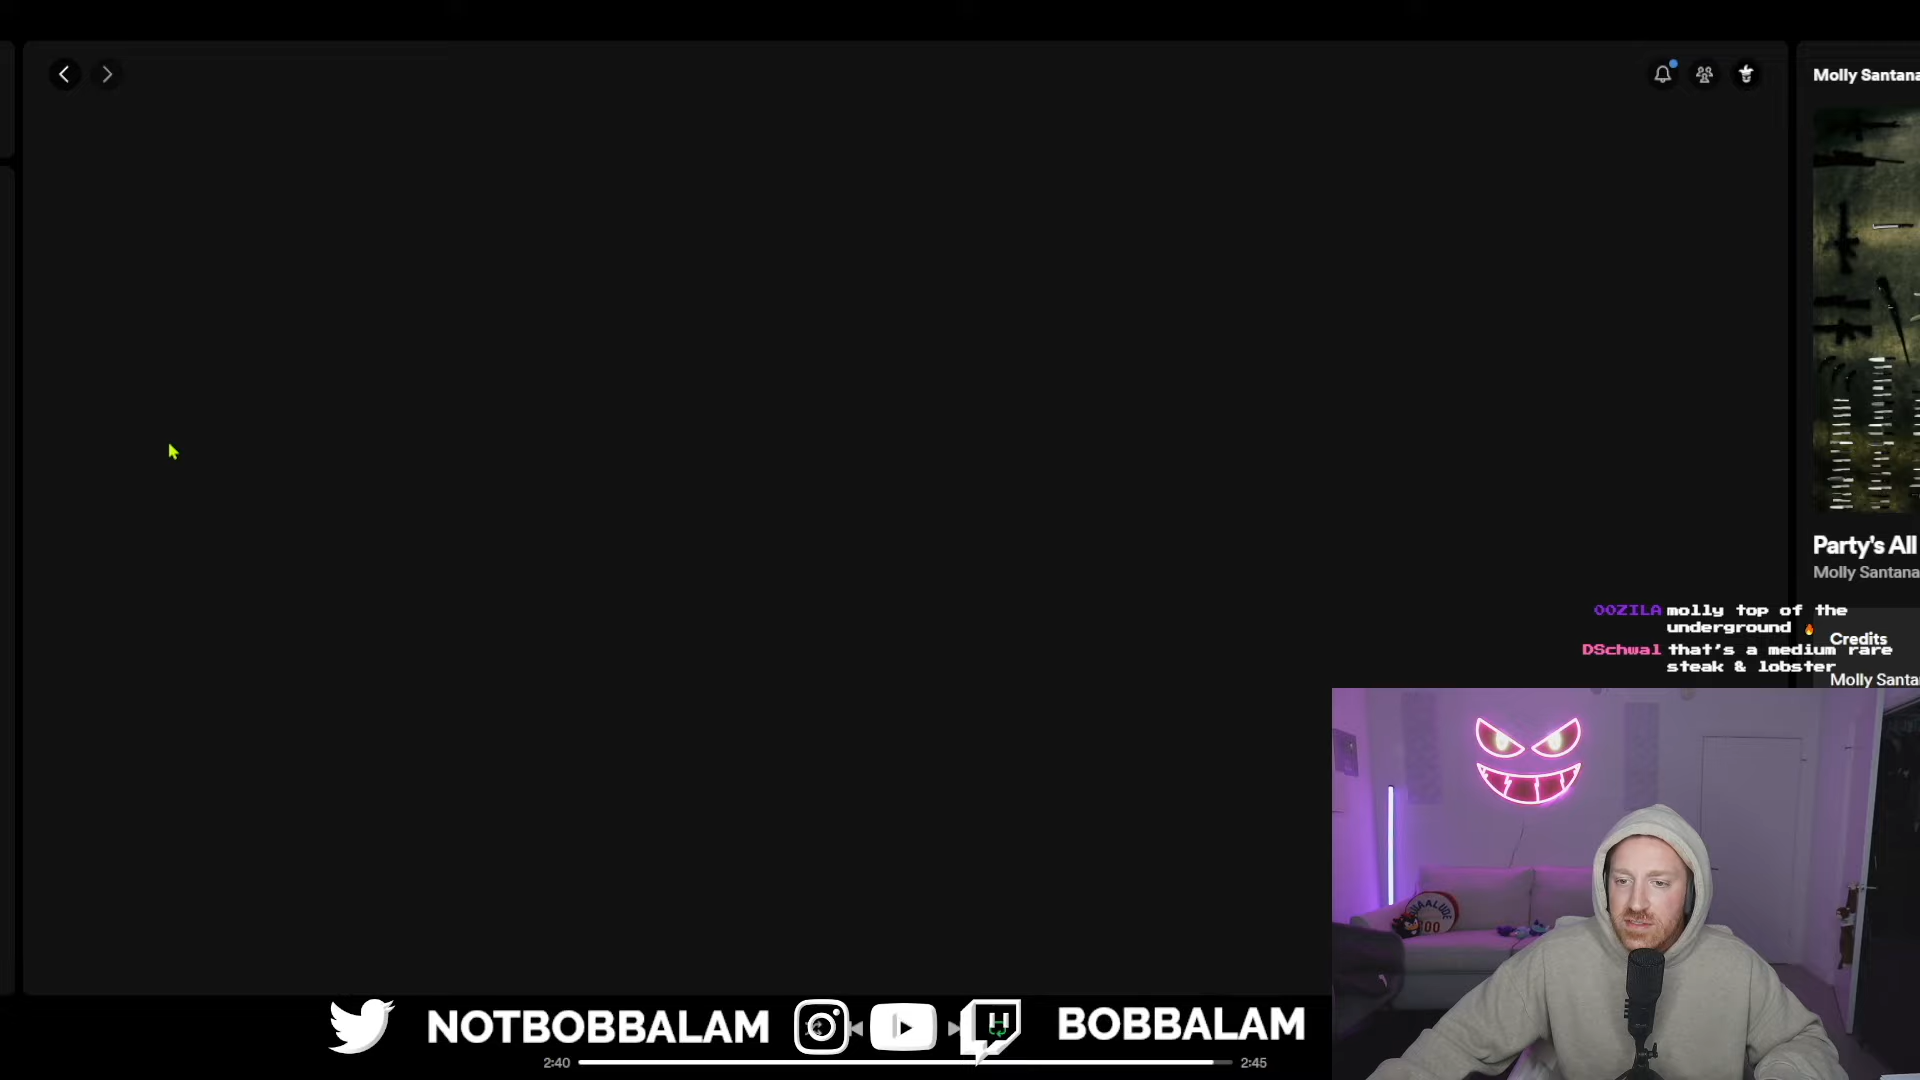 Molly Santana
Party's All
Molly Santana
OOZILA molly top of the
underground
Credits
DSchwal that's a medium rare
steak & lobster
Molly Santa
NOTBOBBALAM
BOBBALAM
2:40
2:45